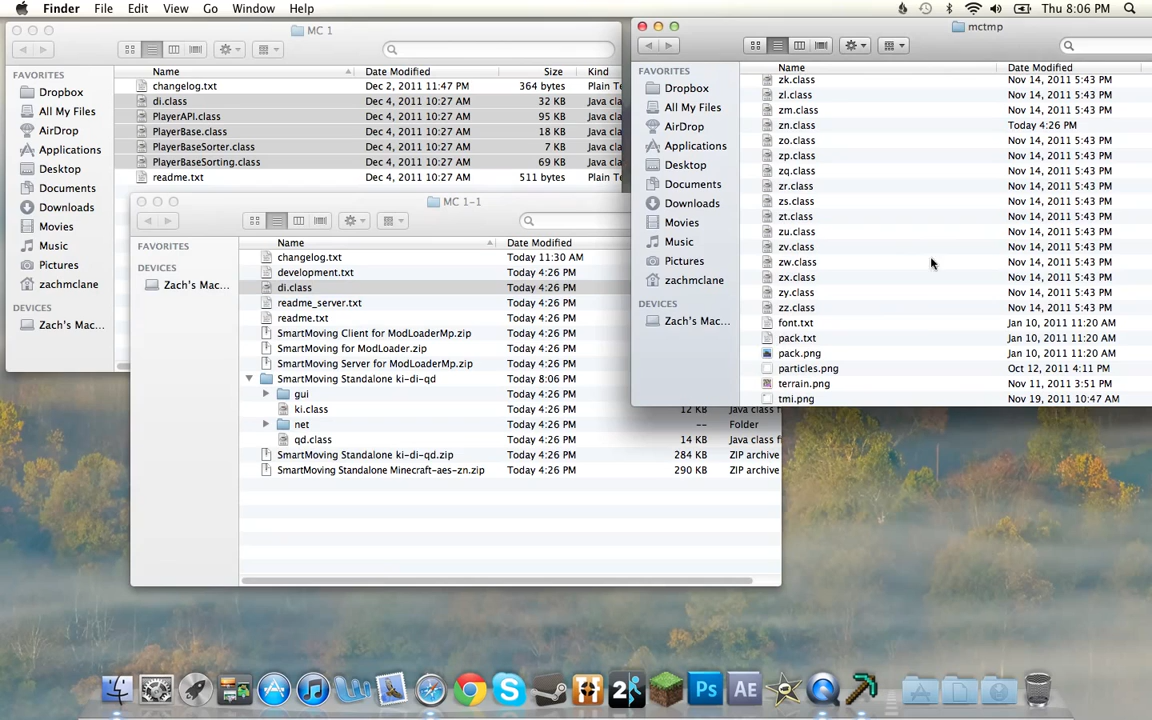 Finder File Edit View Go Window Help Thu 8:06 PM
MC 1
FAVORITES
Dropbox
All My Files
AirDrop
Applications
Desktop
Documents
Downloads
Movies
Music
Pictures
zachmclane
DEVICES
Zach's Mac...
Name Date Modified Size Kind
changelog.txt Dec 2, 2011 11:47 PM 364 bytes Plain Te
di.class Dec 4, 2011 10:27 AM 32 KB Java clas
PlayerAPI.class Dec 4, 2011 10:27 AM 95 KB Java clas
PlayerBase.class Dec 4, 2011 10:27 AM 18 KB Java clas
PlayerBaseSorter.class Dec 4, 2011 10:27 AM 7 KB Java clas
PlayerBaseSorting.class Dec 4, 2011 10:27 AM 69 KB Java clas
readme.txt Dec 4, 2011 10:27 AM 511 bytes Plain Te
MC 1-1
FAVORITES
DEVICES
Zach's Mac...
Name Date Modified
changelog.txt Today 11:30 AM
development.txt Today 4:26 PM
di.class Today 4:26 PM
readme_server.txt Today 4:26 PM
readme.txt Today 4:26 PM
SmartMoving Client for ModLoaderMp.zip Today 4:26 PM
SmartMoving for ModLoader.zip Today 4:26 PM
SmartMoving Server for ModLoaderMp.zip Today 4:26 PM
SmartMoving Standalone ki-di-qd Today 8:06 PM
gui Today 4:26 PM
ki.class Today 4:26 PM 12 KB Java class f
net Today 4:26 PM -- Folder
qd.class Today 4:26 PM 14 KB Java class f
SmartMoving Standalone ki-di-qd.zip Today 4:26 PM 284 KB ZIP archive
SmartMoving Standalone Minecraft-aes-zn.zip Today 4:26 PM 290 KB ZIP archive
mctmp
FAVORITES
Dropbox
All My Files
AirDrop
Applications
Desktop
Documents
Downloads
Movies
Music
Pictures
zachmclane
DEVICES
Zach's Mac...
Name Date Modified
zk.class Nov 14, 2011 5:43 PM
zl.class Nov 14, 2011 5:43 PM
zm.class Nov 14, 2011 5:43 PM
zn.class Today 4:26 PM
zo.class Nov 14, 2011 5:43 PM
zp.class Nov 14, 2011 5:43 PM
zq.class Nov 14, 2011 5:43 PM
zr.class Nov 14, 2011 5:43 PM
zs.class Nov 14, 2011 5:43 PM
zt.class Nov 14, 2011 5:43 PM
zu.class Nov 14, 2011 5:43 PM
zv.class Nov 14, 2011 5:43 PM
zw.class Nov 14, 2011 5:43 PM
zx.class Nov 14, 2011 5:43 PM
zy.class Nov 14, 2011 5:43 PM
zz.class Nov 14, 2011 5:43 PM
font.txt Jan 10, 2011 11:20 AM
pack.txt Jan 10, 2011 11:20 AM
pack.png Jan 10, 2011 11:20 AM
particles.png Oct 12, 2011 4:11 PM
terrain.png Nov 11, 2011 3:51 PM
tmi.png Nov 19, 2011 10:47 AM
2
Ps
AE